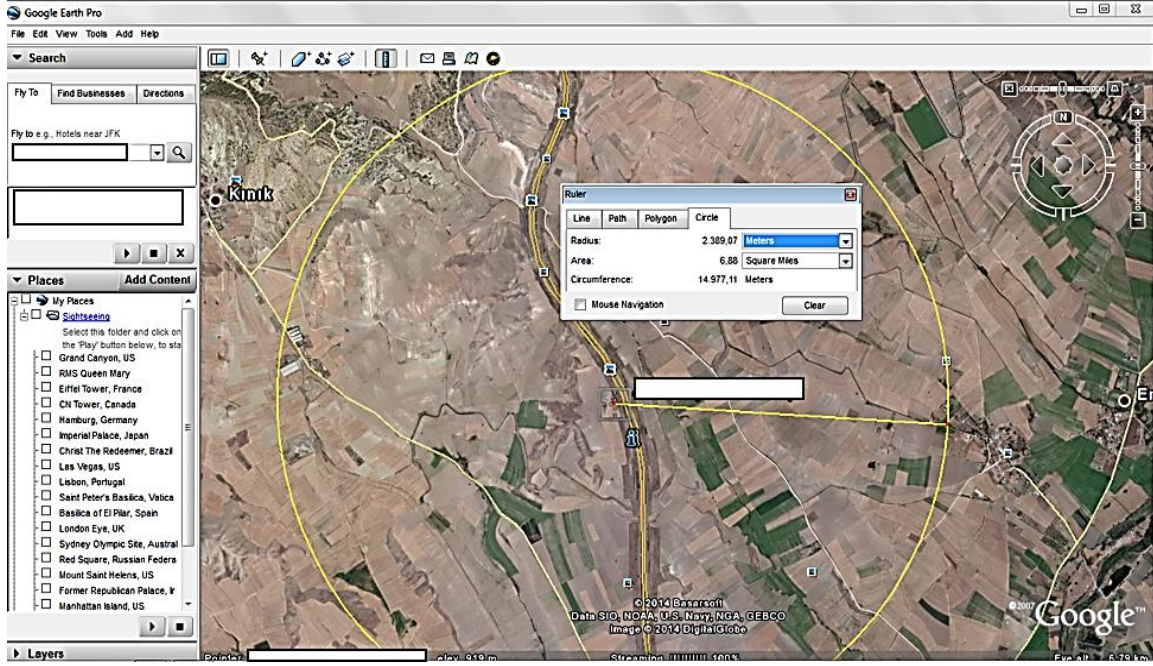 Google Earth Pro
File Edit View Tools Add Help
Search
Fly To Find Businesses Directions
Fly to e.g., Hotels near JFK
Places Add Content
My Places
Sightseeing
Select this folder and click on
the 'Play' button below, to sta
Grand Canyon, US
RMS Queen Mary
Eiffel Tower, France
CN Tower, Canada
Hamburg, Germany
Imperial Palace, Japan
Christ The Redeemer, Brazil
Las Vegas, US
Lisbon, Portugal
Saint Peter's Basilica, Vatica
Basilica of El Pilar, Spain
London Eye, UK
Sydney Olympic Site, Austral
Red Square, Russian Federa
Mount Saint Helens, US
Former Republican Palace, Ir
Manhattan Island, US
Layers
Kınık
N
Ruler
Line Path Polygon Circle
Radius: 2.389,07 Meters
Area: 6,88 Square Miles
Circumference: 14.977,11 Meters
Mouse Navigation Clear
Er
© 2014 Basarsoft
Data SIO, NOAA, U.S. Navy, NGA, GEBCO
Image © 2014 DigitalGlobe
©2007 Google™
Pointer elev 919 m Streaming 100% Eye alt 6.79 km